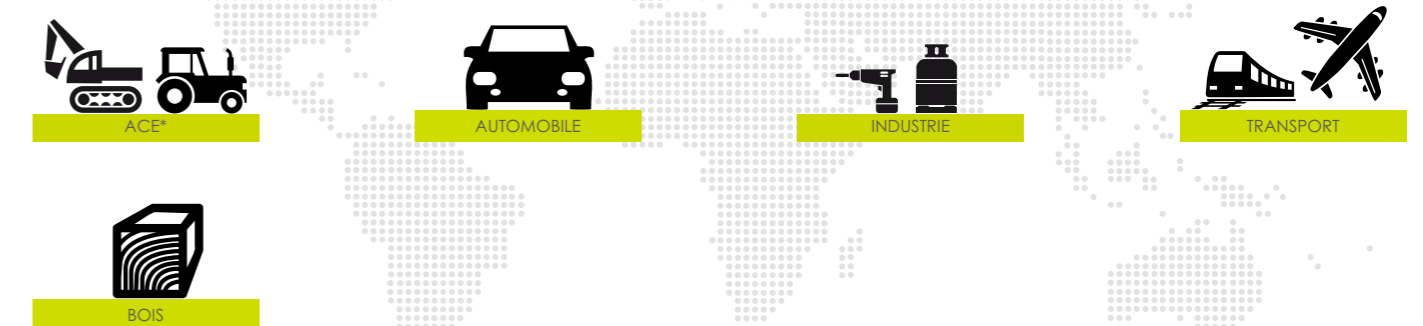 ACE*
AUTOMOBILE
INDUSTRIE
TRANSPORT
BOIS